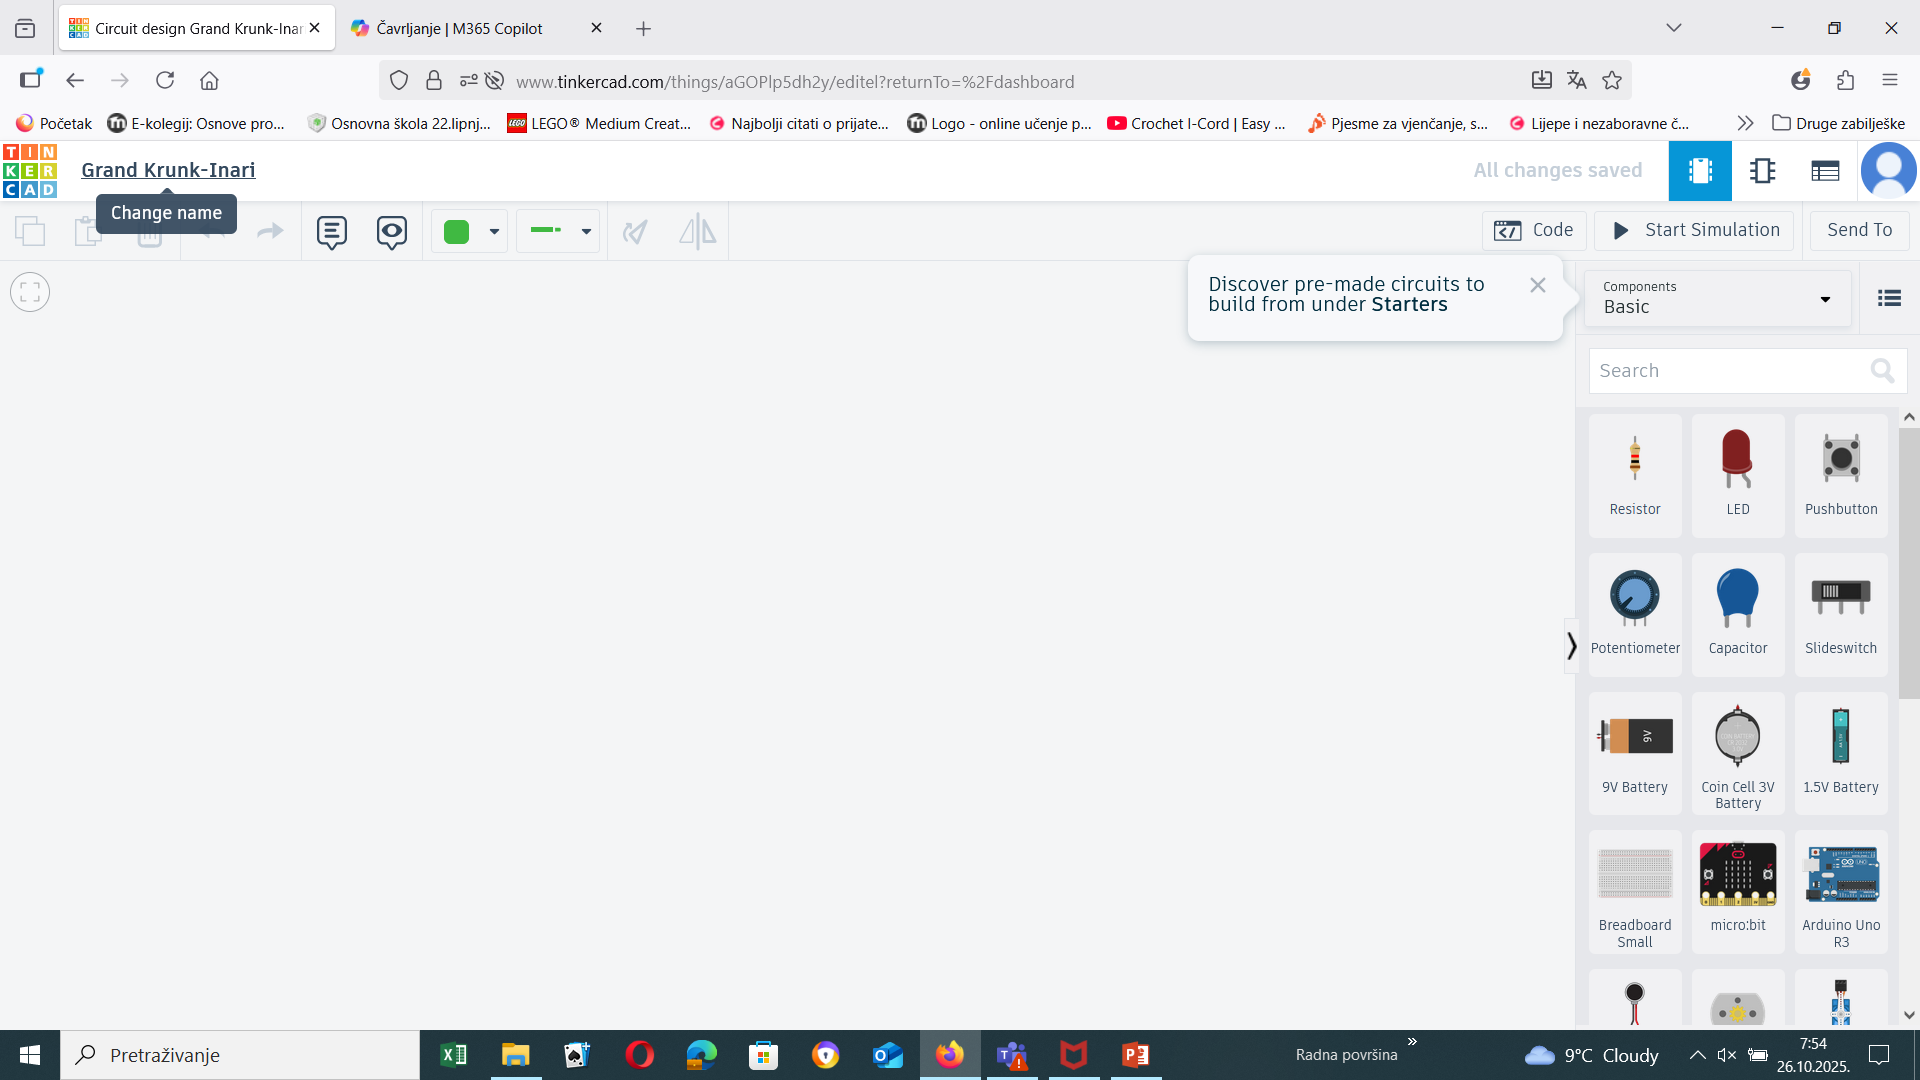 Circuit design Grand Krunk-Inar
Čavrljanje | M365 Copilot
www.tinkercad.com/things/aGOPlp5dh2y/editel?returnTo=%2Fdashboard
Početak
E-kolegij: Osnove pro...
Osnovna škola 22.lipnj...
LEGO® Medium Creat...
Najbolji citati o prijate...
Logo - online učenje p...
Crochet I-Cord | Easy ...
Pjesme za vjenčanje, s...
Lijepe i nezaboravne č...
Druge zabilješke
TIN
KER
CAD
Grand Krunk-Inari
All changes saved
Change name
Code
Start Simulation
Send To
Discover pre-made circuits to
build from under Starters
Components
Basic
Search
Resistor
LED
Pushbutton
Potentiometer
Capacitor
Slideswitch
9V
9V Battery
Coin Cell 3V
Battery
1.5V Battery
Breadboard
Small
micro:bit
Arduino Uno
R3
Pretraživanje
Radna površina
9°C Cloudy
7:54
26.10.2025.